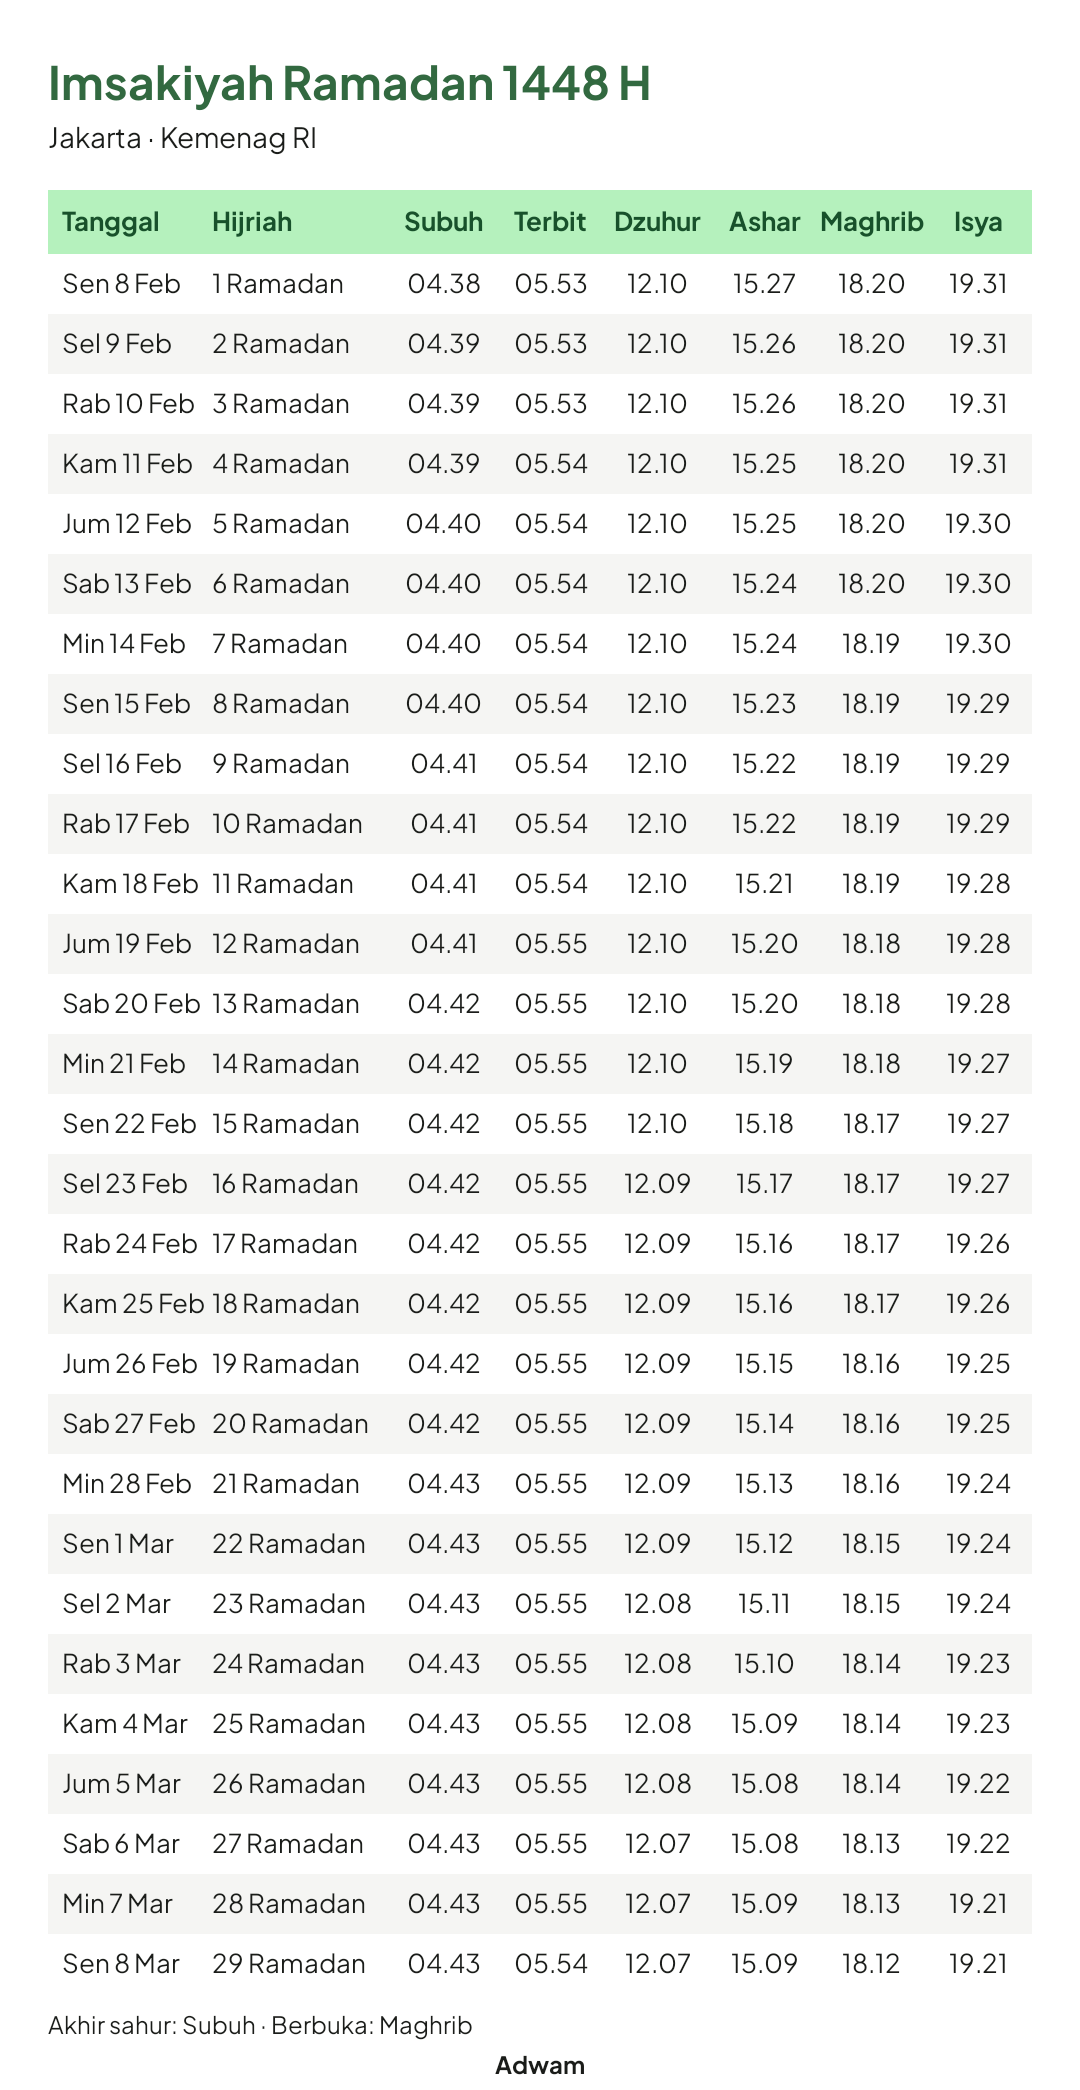 Imsakiyah Ramadan 1448 H
Jakarta · Kemenag RI
Tanggal Hijriah Subuh Terbit Dzuhur Ashar Maghrib Isya
Sen 8 Feb 1 Ramadan 04.38 05.53 12.10 15.27 18.20 19.31
Sel 9 Feb 2 Ramadan 04.39 05.53 12.10 15.26 18.20 19.31
Rab 10 Feb 3 Ramadan 04.39 05.53 12.10 15.26 18.20 19.31
Kam 11 Feb 4 Ramadan 04.39 05.54 12.10 15.25 18.20 19.31
Jum 12 Feb 5 Ramadan 04.40 05.54 12.10 15.25 18.20 19.30
Sab 13 Feb 6 Ramadan 04.40 05.54 12.10 15.24 18.20 19.30
Min 14 Feb 7 Ramadan 04.40 05.54 12.10 15.24 18.19 19.30
Sen 15 Feb 8 Ramadan 04.40 05.54 12.10 15.23 18.19 19.29
Sel 16 Feb 9 Ramadan 04.41 05.54 12.10 15.22 18.19 19.29
Rab 17 Feb 10 Ramadan 04.41 05.54 12.10 15.22 18.19 19.29
Kam 18 Feb 11 Ramadan 04.41 05.54 12.10 15.21 18.19 19.28
Jum 19 Feb 12 Ramadan 04.41 05.55 12.10 15.20 18.18 19.28
Sab 20 Feb 13 Ramadan 04.42 05.55 12.10 15.20 18.18 19.28
Min 21 Feb 14 Ramadan 04.42 05.55 12.10 15.19 18.18 19.27
Sen 22 Feb 15 Ramadan 04.42 05.55 12.10 15.18 18.17 19.27
Sel 23 Feb 16 Ramadan 04.42 05.55 12.09 15.17 18.17 19.27
Rab 24 Feb 17 Ramadan 04.42 05.55 12.09 15.16 18.17 19.26
Kam 25 Feb 18 Ramadan 04.42 05.55 12.09 15.16 18.17 19.26
Jum 26 Feb 19 Ramadan 04.42 05.55 12.09 15.15 18.16 19.25
Sab 27 Feb 20 Ramadan 04.42 05.55 12.09 15.14 18.16 19.25
Min 28 Feb 21 Ramadan 04.43 05.55 12.09 15.13 18.16 19.24
Sen 1 Mar 22 Ramadan 04.43 05.55 12.09 15.12 18.15 19.24
Sel 2 Mar 23 Ramadan 04.43 05.55 12.08 15.11 18.15 19.24
Rab 3 Mar 24 Ramadan 04.43 05.55 12.08 15.10 18.14 19.23
Kam 4 Mar 25 Ramadan 04.43 05.55 12.08 15.09 18.14 19.23
Jum 5 Mar 26 Ramadan 04.43 05.55 12.08 15.08 18.14 19.22
Sab 6 Mar 27 Ramadan 04.43 05.55 12.07 15.08 18.13 19.22
Min 7 Mar 28 Ramadan 04.43 05.55 12.07 15.09 18.13 19.21
Sen 8 Mar 29 Ramadan 04.43 05.54 12.07 15.09 18.12 19.21
Akhir sahur: Subuh · Berbuka: Maghrib
Adwam